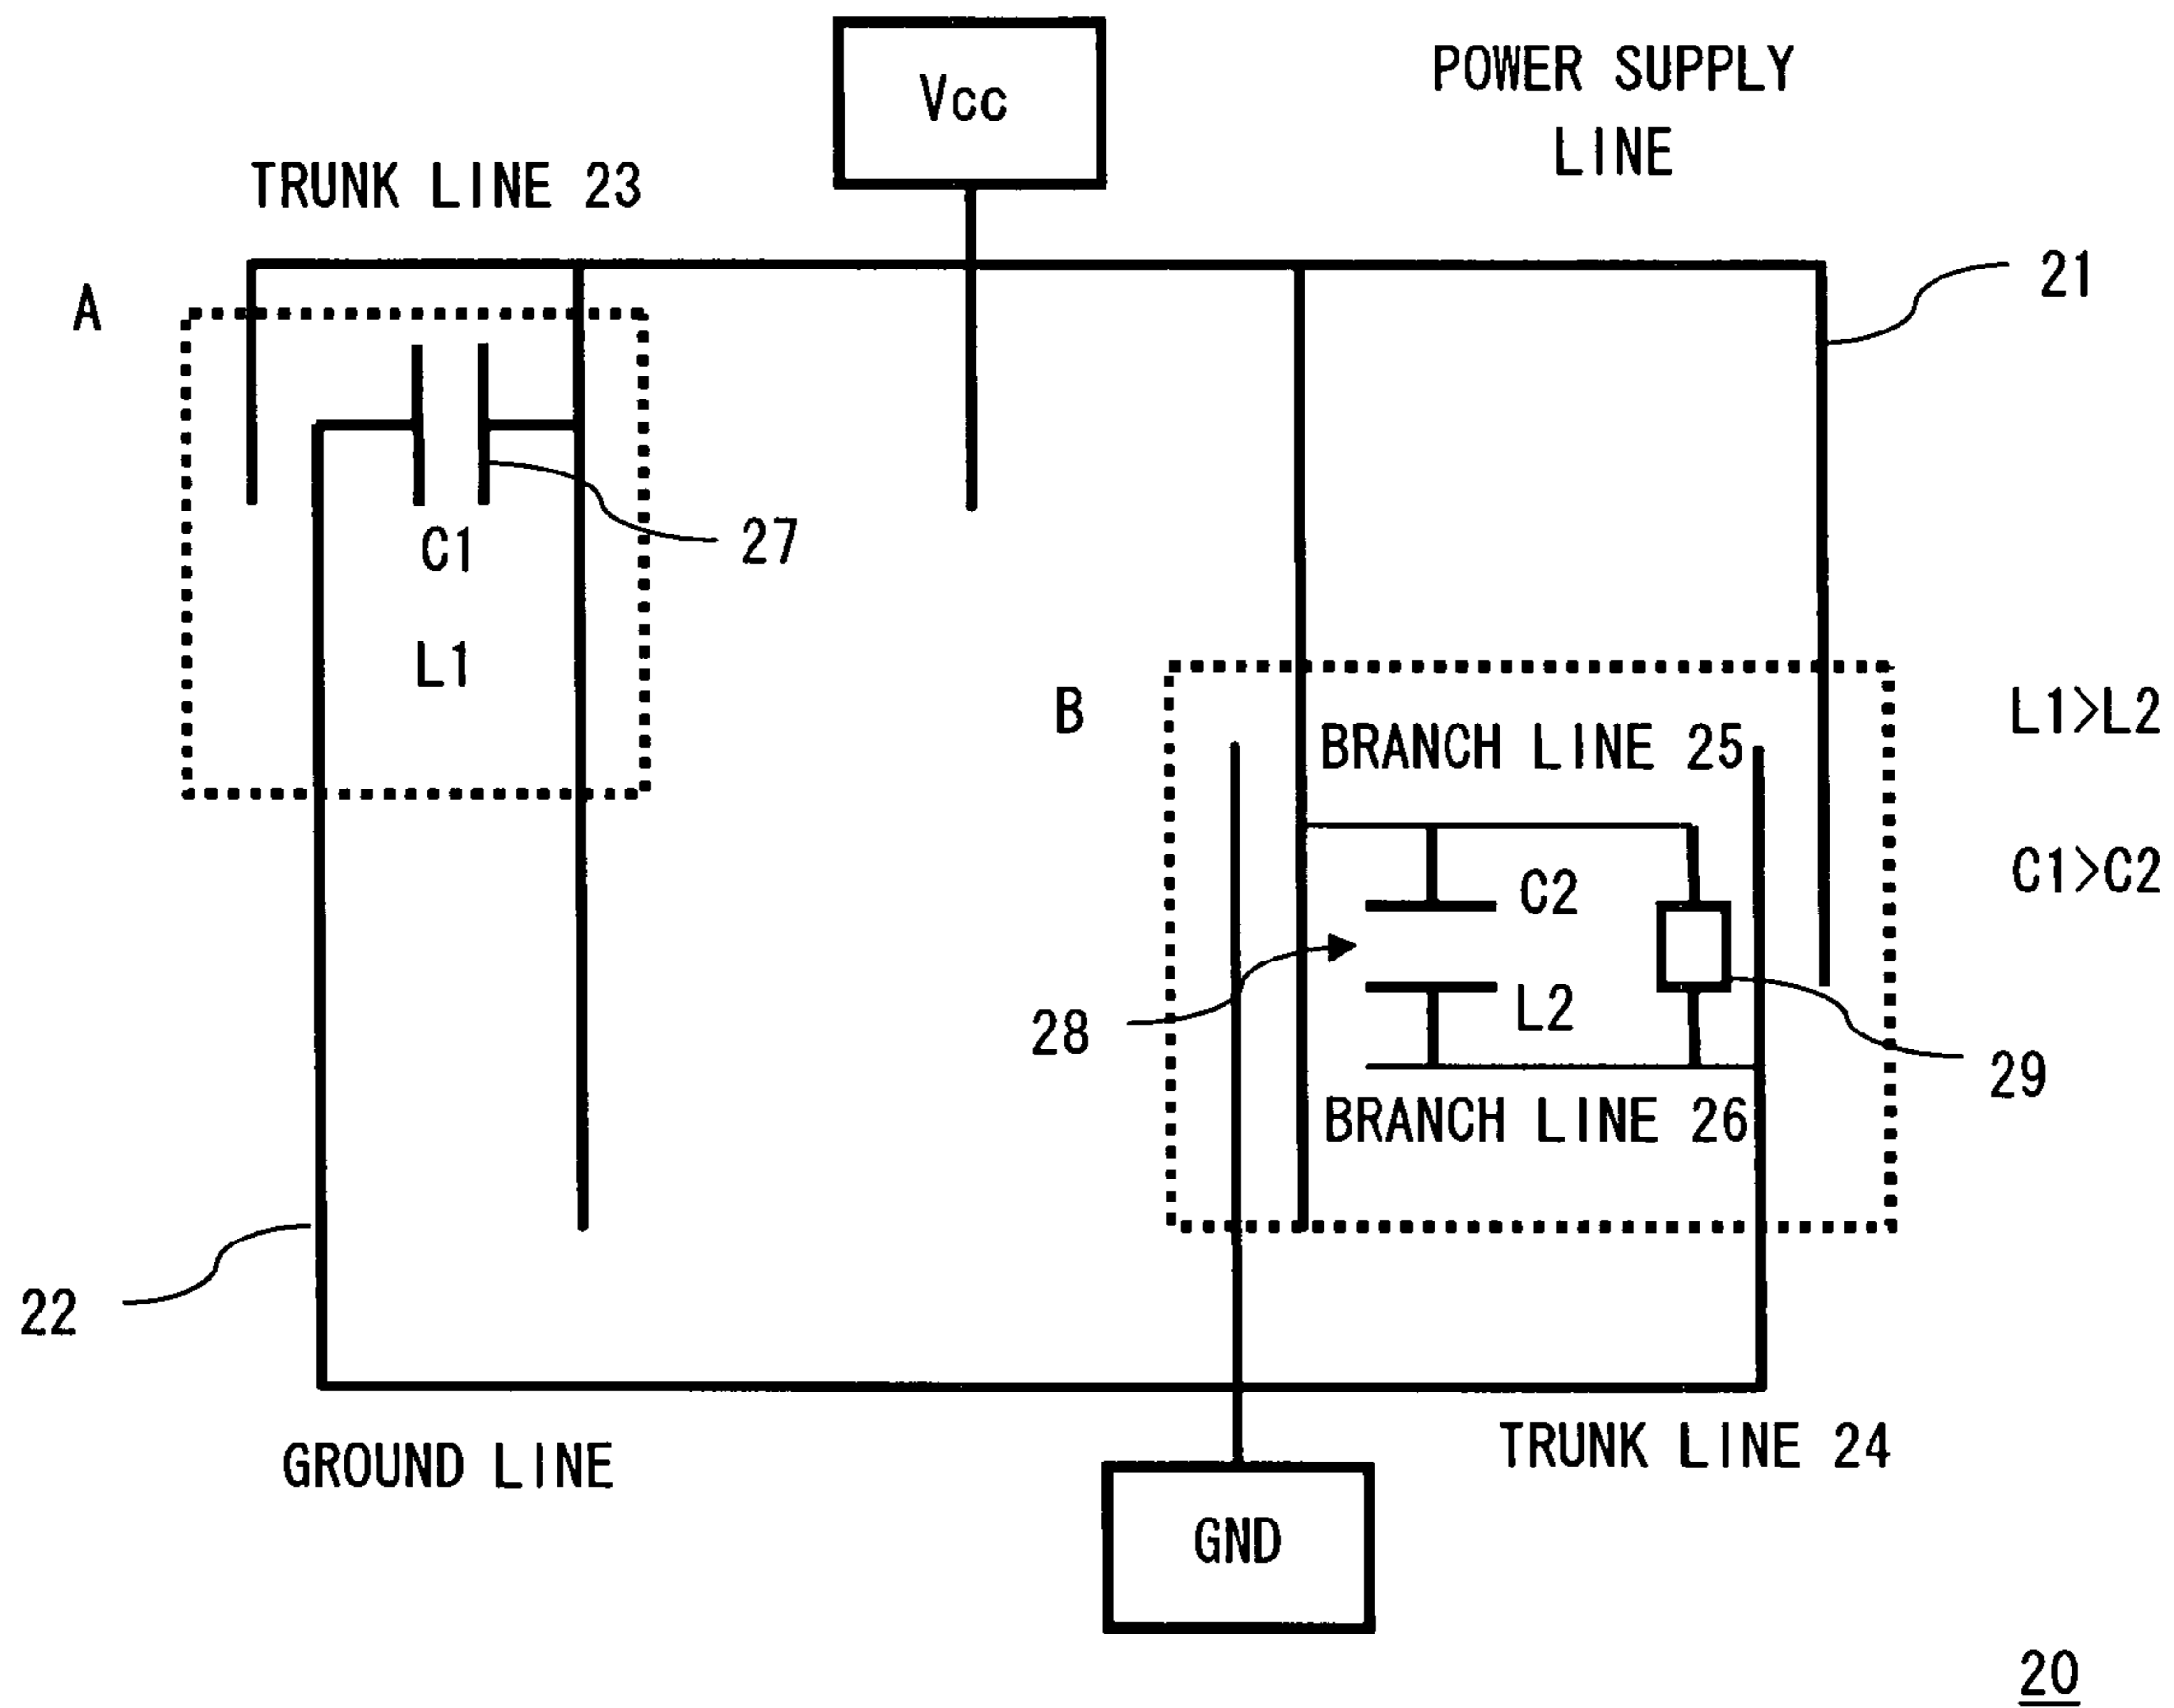 Vcc
POWER SUPPLY
LINE
TRUNK LINE 23
21
A
27
C1
L1
B
BRANCH LINE 25
L1>L2
C1>C2
C2
L2
28
29
BRANCH LINE 26
22
GROUND LINE
TRUNK LINE 24
GND
20